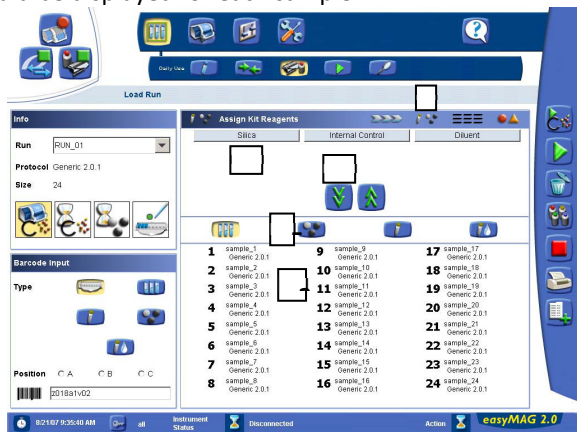 be displayed for each sample
Daily Use
Load Run
Info
Run RUN_01
Protocol Generic 2.0.1
Size 24
Assign Kit Reagents
Silica Internal Control Diluent
1 sample_1 9 sample_9 17 sample_17
Generic 2.0.1 Generic 2.0.1 Generic 2.0.1
2 sample_2 10 sample_10 18 sample_18
Generic 2.0.1 Generic 2.0.1 Generic 2.0.1
3 sample_3 11 sample_11 19 sample_19
Generic 2.0.1 Generic 2.0.1 Generic 2.0.1
4 sample_4 12 sample_12 20 sample_20
Generic 2.0.1 Generic 2.0.1 Generic 2.0.1
5 sample_5 13 sample_13 21 sample_21
Generic 2.0.1 Generic 2.0.1 Generic 2.0.1
6 sample_6 14 sample_14 22 sample_22
Generic 2.0.1 Generic 2.0.1 Generic 2.0.1
7 sample_7 15 sample_15 23 sample_23
Generic 2.0.1 Generic 2.0.1 Generic 2.0.1
8 sample_8 16 sample_16 24 sample_24
Generic 2.0.1 Generic 2.0.1 Generic 2.0.1
Barcode Input
Type
Position A B C
z018a1v02
8/21/07 9:35:40 AM all Instrument Status Disconnected Action easyMAG 2.0